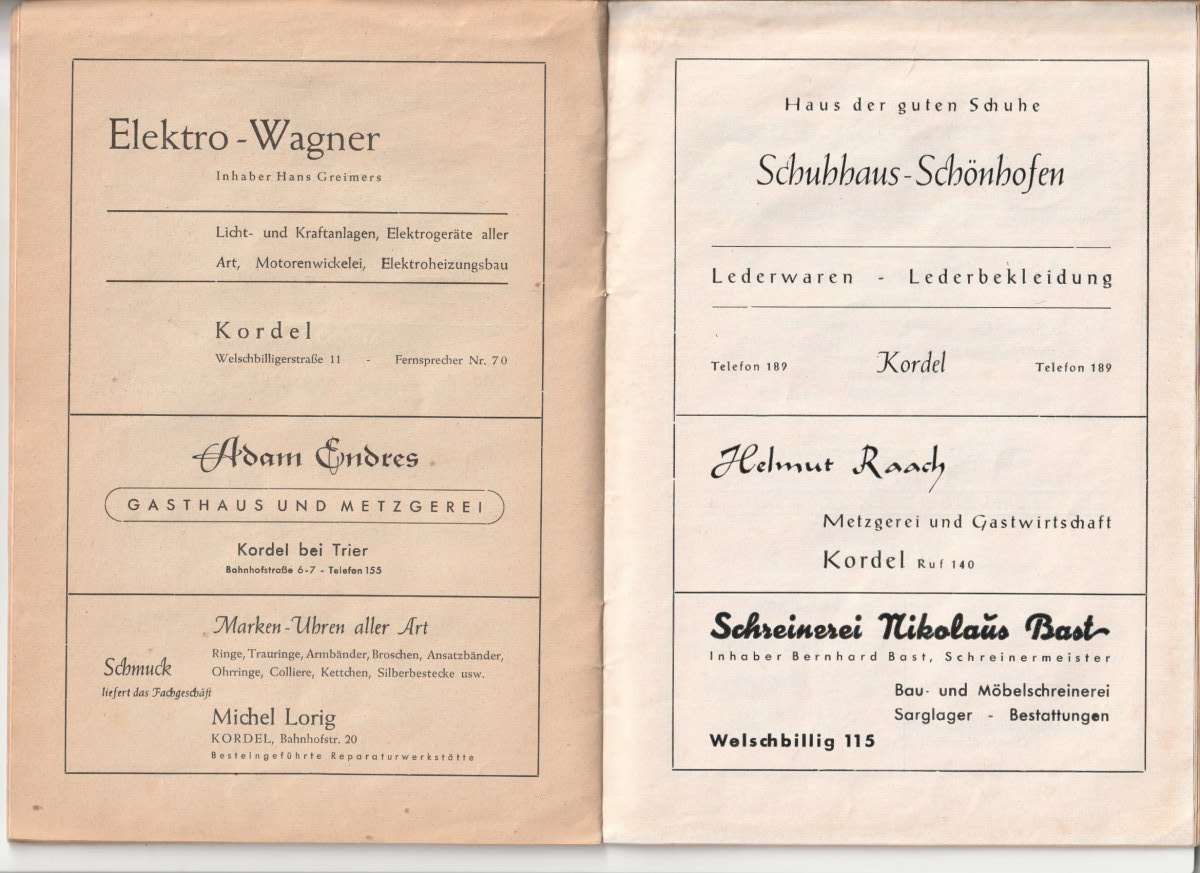 Elektro-Wagner
Inhaber Hans Greimers
Licht- und Kraftanlagen, Elektrogeräte aller
Art, Motorenwickelei, Elektroheizungsbau
Kordel
Welschbilligerstraße 11 - Fernsprecher Nr. 70
Adam Endres
GASTHAUS UND METZGEREI
Kordel bei Trier
Bahnhofstraße 6-7 - Telefon 155
Marken-Uhren aller Art
Ringe, Trauringe, Armbänder, Broschen, Ansatzbänder,
Schmuck
Ohrringe, Colliere, Kettchen, Silberbestecke usw.
liefert das Fachgeschäft
Michel Lorig
KORDEL, Bahnhofstr. 20
Besteingeführte Reparaturwerkstätte
Haus der guten Schuhe
Schuhhaus-Schönhofen
Lederwaren - Lederbekleidung
Telefon 189 Kordel Telefon 189
Helmut Raach
Metzgerei und Gastwirtschaft
Kordel Ruf 140
Schreinerei Nikolaus Bast
Inhaber Bernhard Bast, Schreinermeister
Bau- und Möbelschreinerei
Sarglager - Bestattungen
Welschbillig 115